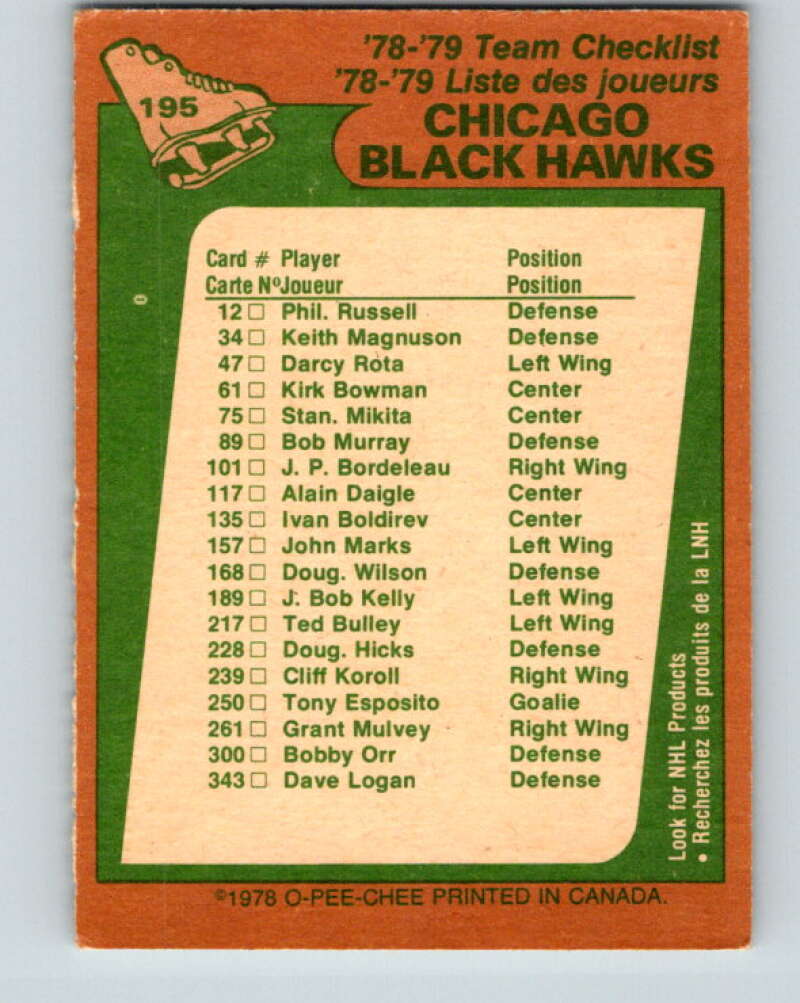 195
'78-'79 Team Checklist
'78-'79 Liste des joueurs
CHICAGO
BLACK HAWKS
Card # Player Position
Carte Nº Joueur Position
12 □ Phil. Russell Defense
34 □ Keith Magnuson Defense
47 □ Darcy Rota Left Wing
61 □ Kirk Bowman Center
75 □ Stan. Mikita Center
89 □ Bob Murray Defense
101 □ J. P. Bordeleau Right Wing
117 □ Alain Daigle Center
135 □ Ivan Boldirev Center
157 □ John Marks Left Wing
168 □ Doug. Wilson Defense
189 □ J. Bob Kelly Left Wing
217 □ Ted Bulley Left Wing
228 □ Doug. Hicks Defense
239 □ Cliff Koroll Right Wing
250 □ Tony Esposito Goalie
261 □ Grant Mulvey Right Wing
300 □ Bobby Orr Defense
343 □ Dave Logan Defense
Look for NHL Products
• Recherchez les produits de la LNH
©1978 O-PEE-CHEE PRINTED IN CANADA.